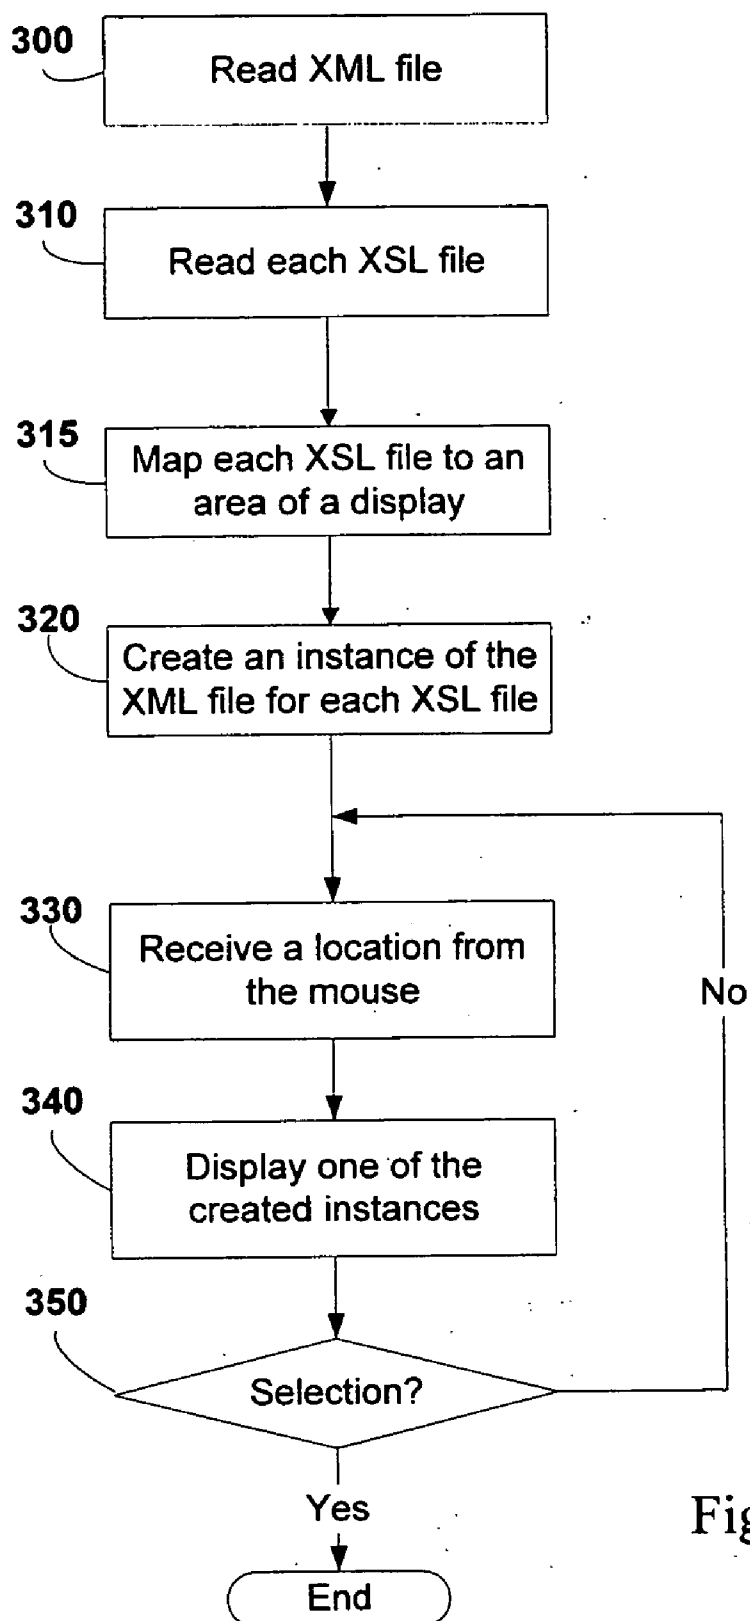 300
Read XML file
310
Read each XSL file
315
Map each XSL file to an
area of a display
320
Create an instance of the
XML file for each XSL file
330
Receive a location from
the mouse
No
340
Display one of the
created instances
350
Selection?
Yes
Fig
End